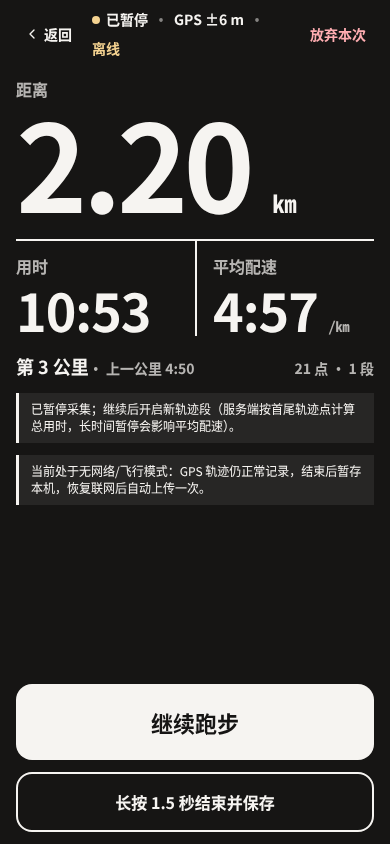 返回
已暂停 • GPS ±6 m •
离线
放弃本次
距离
2.20 km
用时
10:53
平均配速
4:57 /km
第 3 公里 • 上一公里 4:50
21 点 • 1 段
已暂停采集；继续后开启新轨迹段（服务端按首尾轨迹点计算
总用时，长时间暂停会影响平均配速）。
当前处于无网络/飞行模式：GPS 轨迹仍正常记录，结束后暂存
本机，恢复联网后自动上传一次。
继续跑步
长按 1.5 秒结束并保存